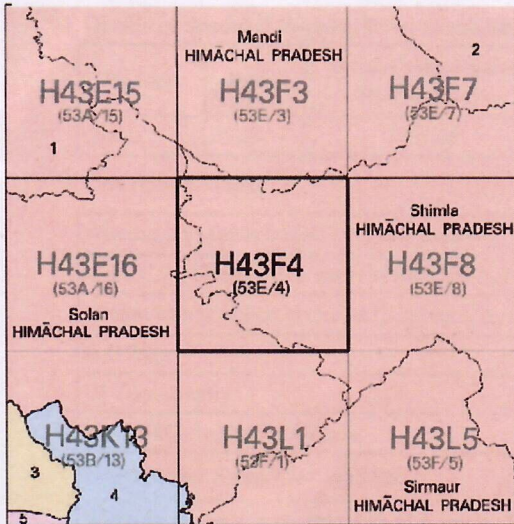 Mandi
HIMĀCHAL PRADESH
2
H43E15
(53A/15)
H43F3
(53E/3)
H43F7
(53E/7)
1
Shimla
HIMĀCHAL PRADESH
H43E16
(53A/16)
H43F4
(53E/4)
H43F8
(53E/8)
Solan
HIMĀCHAL PRADESH
H43K13
(53B/13)
H43L1
(53F/1)
H43L5
(53F/5)
3
4
Sirmaur
HIMĀCHAL PRADESH
5